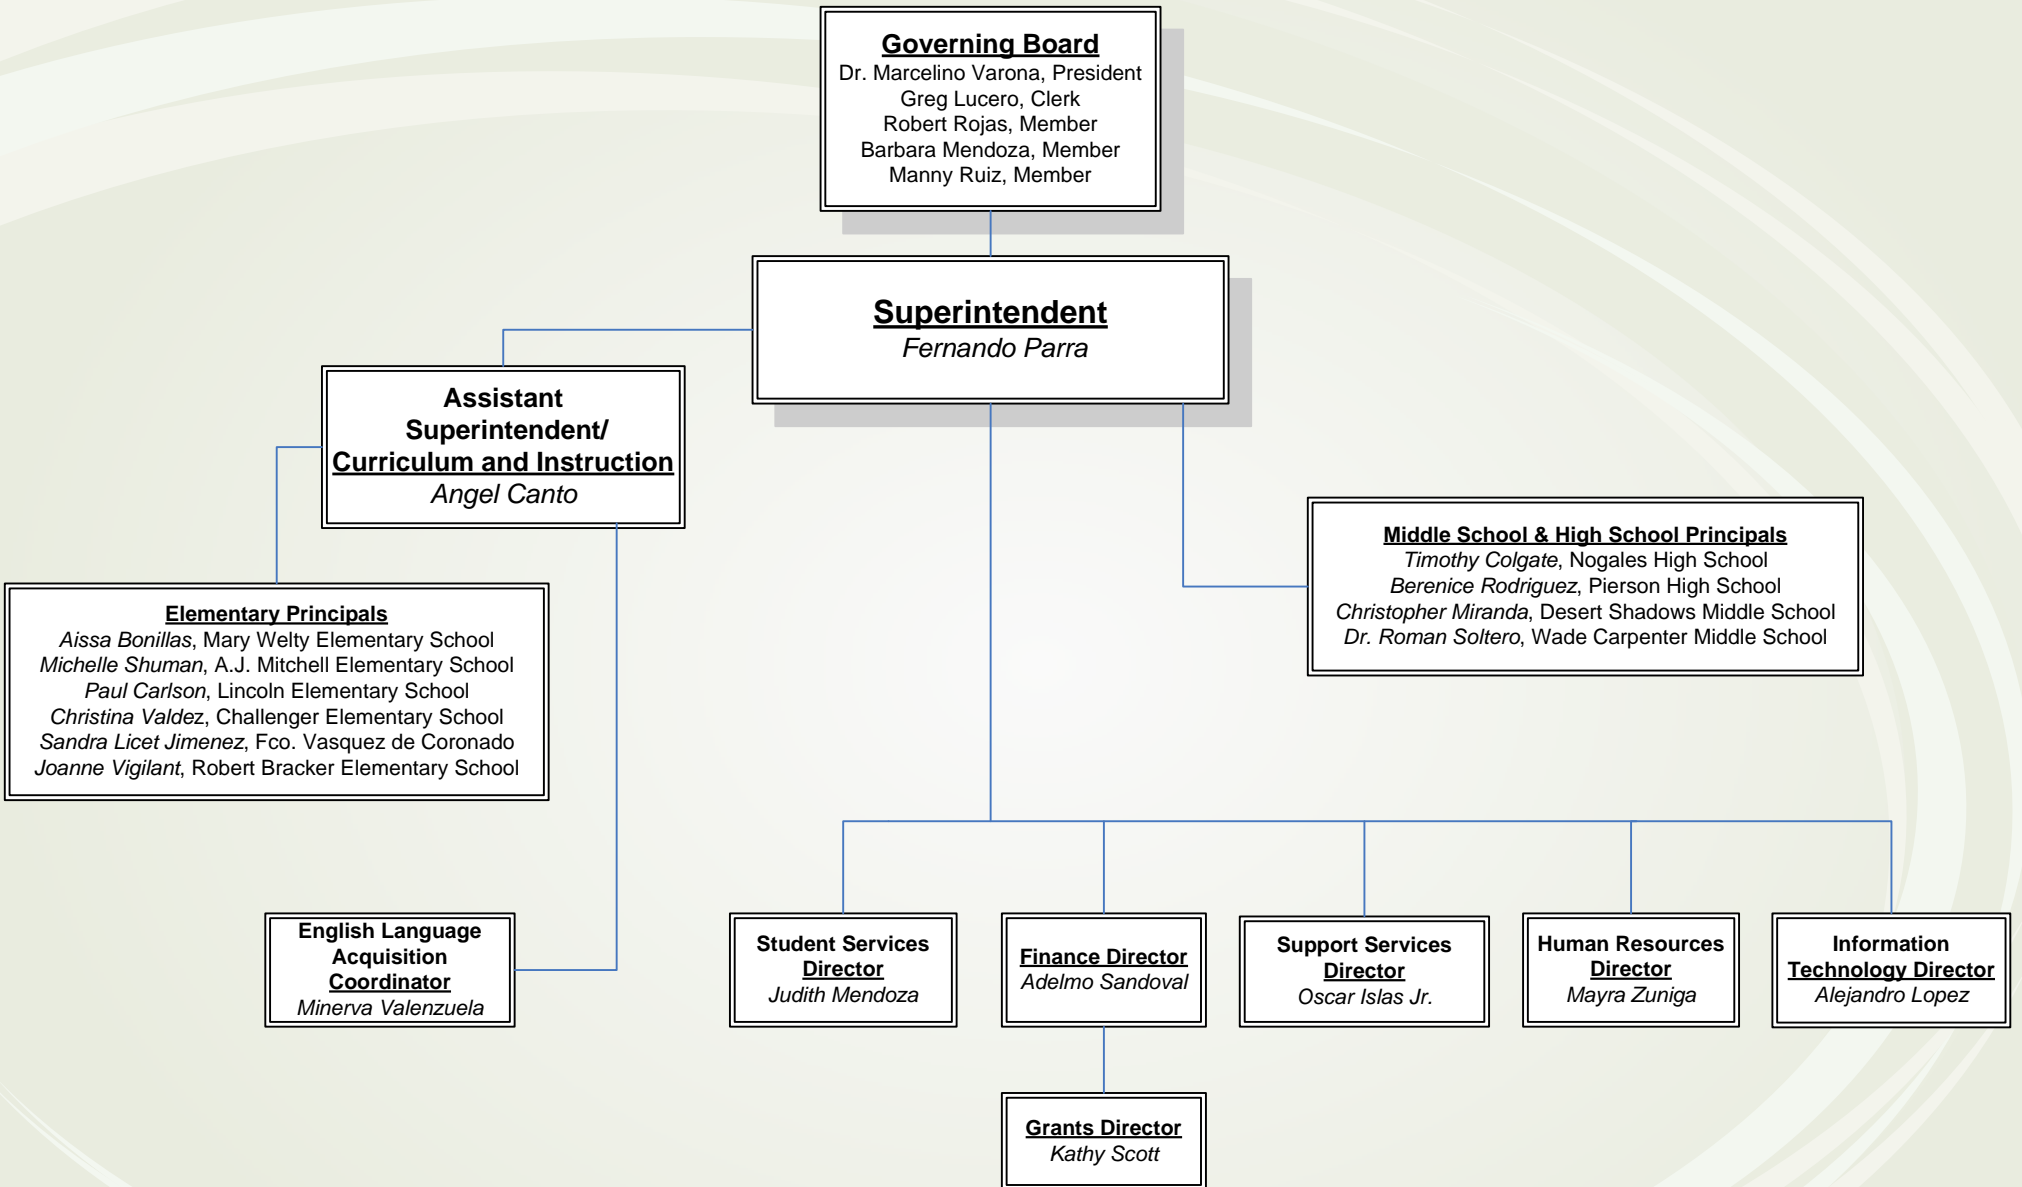 Governing Board
Dr. Marcelino Varona, President
Greg Lucero, Clerk
Robert Rojas, Member
Barbara Mendoza, Member
Manny Ruiz, Member
Superintendent
Fernando Parra
Assistant
Superintendent/
Curriculum and Instruction
Angel Canto
Middle School & High School Principals
Timothy Colgate, Nogales High School
Berenice Rodriguez, Pierson High School
Christopher Miranda, Desert Shadows Middle School
Dr. Roman Soltero, Wade Carpenter Middle School
Elementary Principals
Aissa Bonillas, Mary Welty Elementary School
Michelle Shuman, A.J. Mitchell Elementary School
Paul Carlson, Lincoln Elementary School
Christina Valdez, Challenger Elementary School
Sandra Licet Jimenez, Fco. Vasquez de Coronado
Joanne Vigilant, Robert Bracker Elementary School
English Language
Acquisition
Coordinator
Minerva Valenzuela
Student Services
Director
Judith Mendoza
Finance Director
Adelmo Sandoval
Support Services
Director
Oscar Islas Jr.
Human Resources
Director
Mayra Zuniga
Information
Technology Director
Alejandro Lopez
Grants Director
Kathy Scott